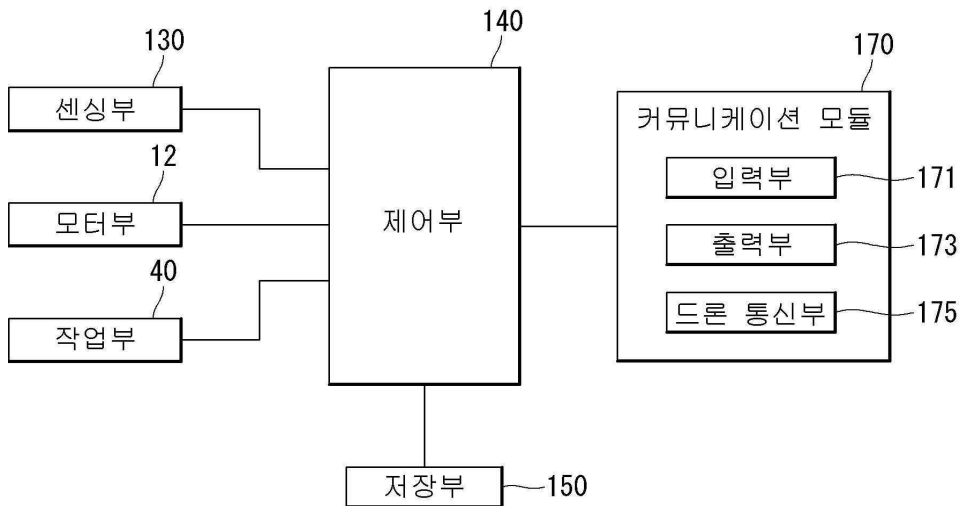 130
센싱부
12
모터부
40
작업부
140
제어부
저장부
150
170
커뮤니케이션 모듈
입력부
171
출력부
173
드론 통신부
175